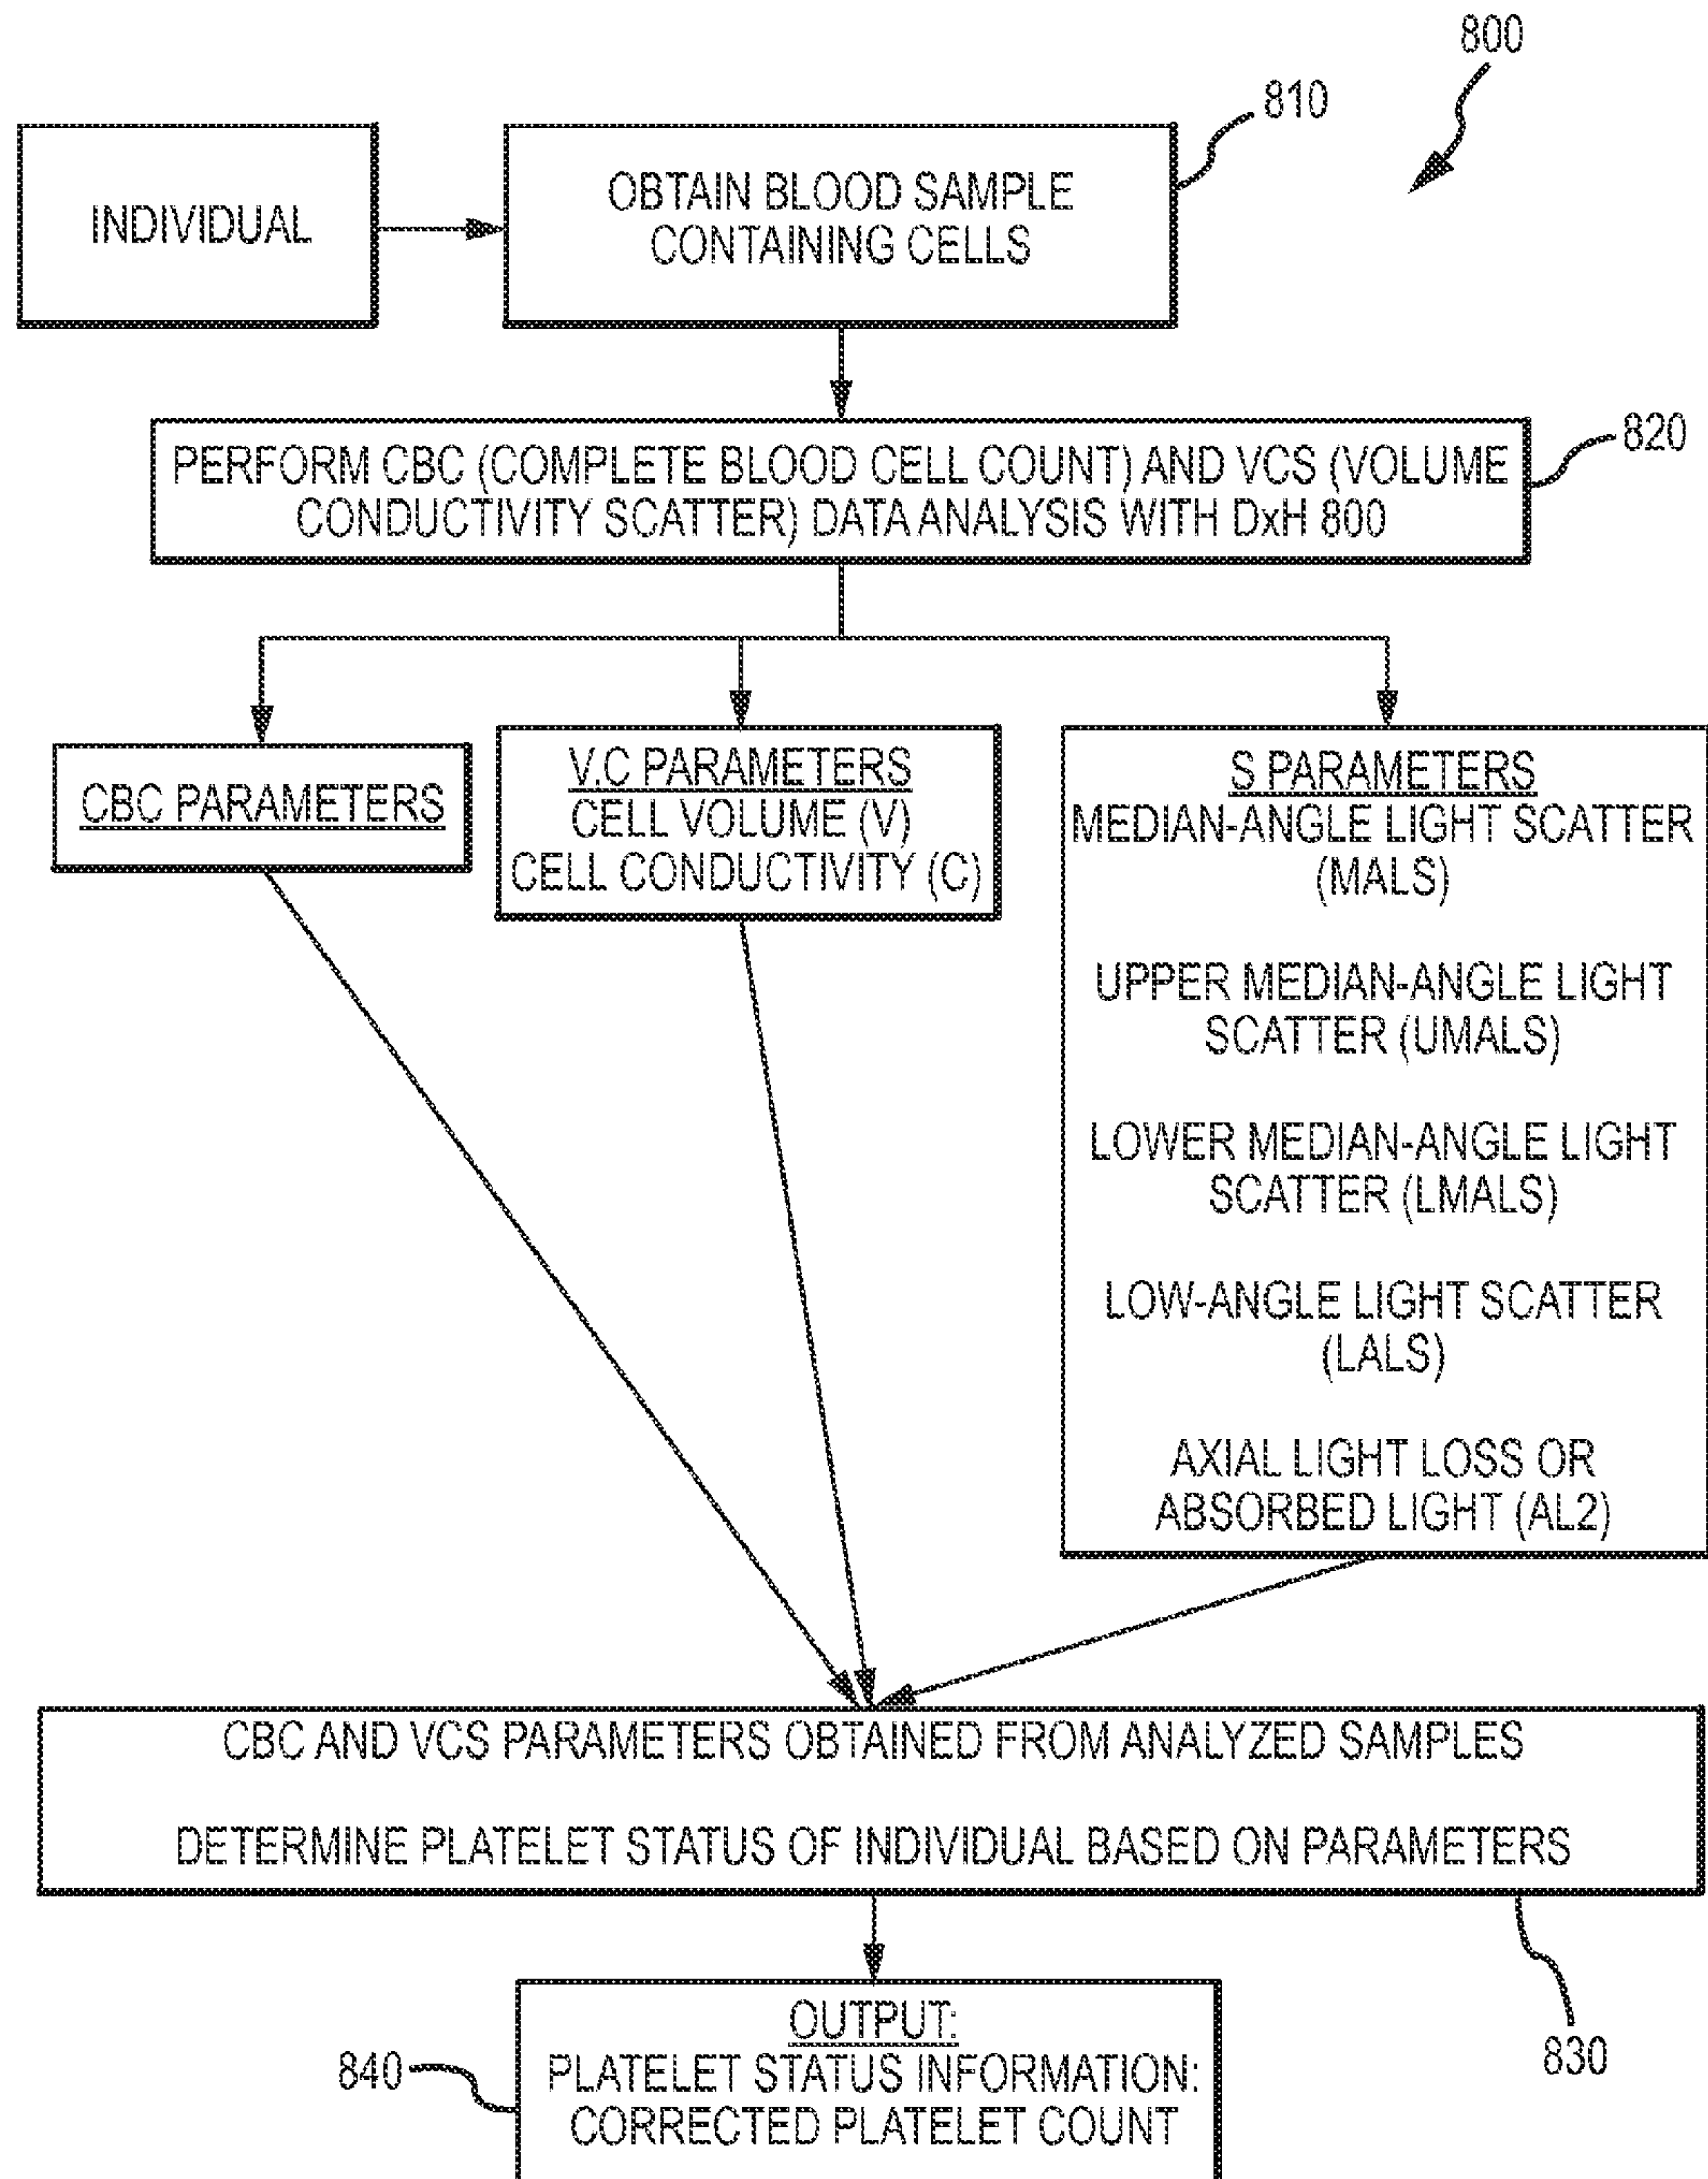 800
810
INDIVIDUAL
OBTAIN BLOOD SAMPLE
CONTAINING CELLS
820
PERFORM CBC (COMPLETE BLOOD CELL COUNT) AND VCS (VOLUME
CONDUCTIVITY SCATTER) DATA ANALYSIS WITH DxH 800
CBC PARAMETERS
V.C PARAMETERS
CELL VOLUME (V)
CELL CONDUCTIVITY (C)
S PARAMETERS
MEDIAN-ANGLE LIGHT SCATTER
(MALS)
UPPER MEDIAN-ANGLE LIGHT
SCATTER (UMALS)
LOWER MEDIAN-ANGLE LIGHT
SCATTER (LMALS)
LOW-ANGLE LIGHT SCATTER
(LALS)
AXIAL LIGHT LOSS OR
ABSORBED LIGHT (AL2)
CBC AND VCS PARAMETERS OBTAINED FROM ANALYZED SAMPLES
DETERMINE PLATELET STATUS OF INDIVIDUAL BASED ON PARAMETERS
830
840
OUTPUT:
PLATELET STATUS INFORMATION:
CORRECTED PLATELET COUNT